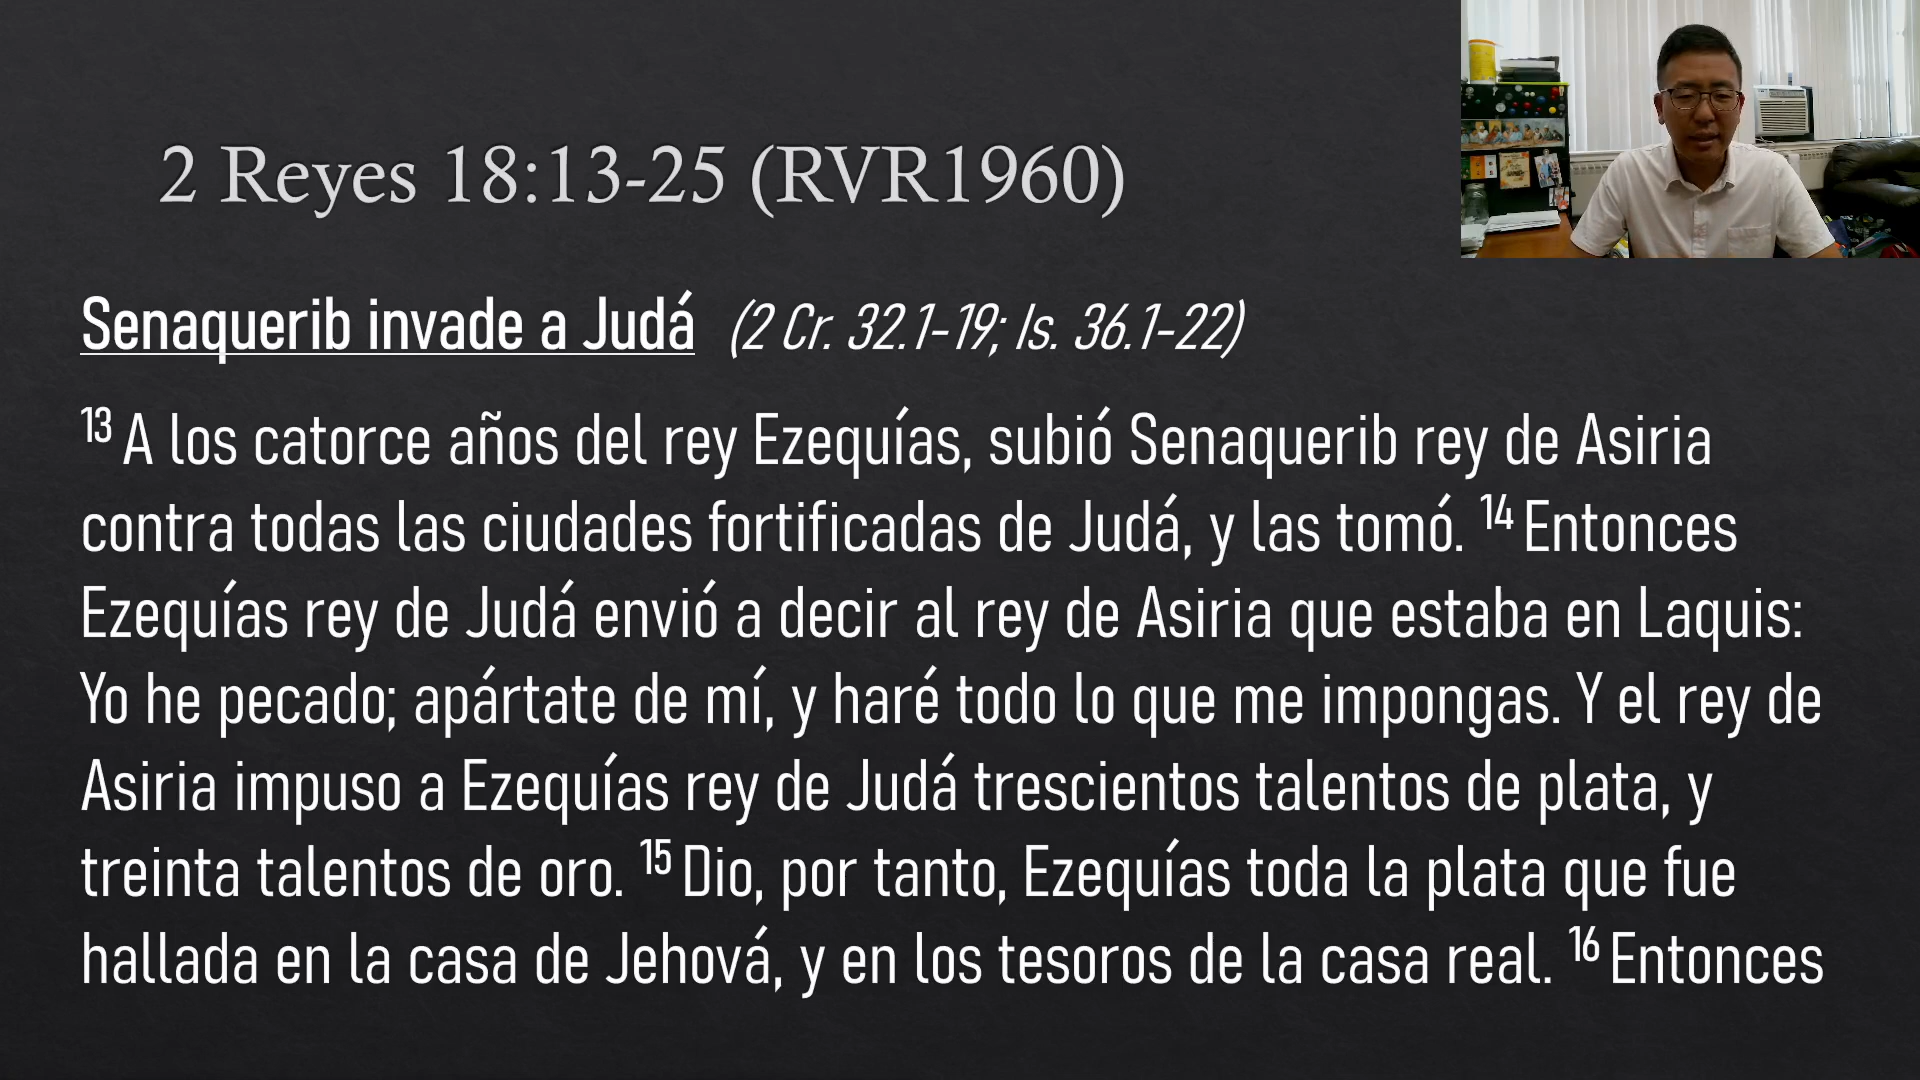 2 Reyes 18:13-25 (RVR1960)
Senaquerib invade a Judá (2 Cr. 32.1-19; Is. 36.1-22)
13 A los catorce años del rey Ezequías, subió Senaquerib rey de Asiria
contra todas las ciudades fortificadas de Judá, y las tomó. 14 Entonces
Ezequías rey de Judá envió a decir al rey de Asiria que estaba en Laquis:
Yo he pecado; apártate de mí, y haré todo lo que me impongas. Y el rey de
Asiria impuso a Ezequías rey de Judá trescientos talentos de plata, y
treinta talentos de oro. 15 Dio, por tanto, Ezequías toda la plata que fue
hallada en la casa de Jehová, y en los tesoros de la casa real. 16 Entonces